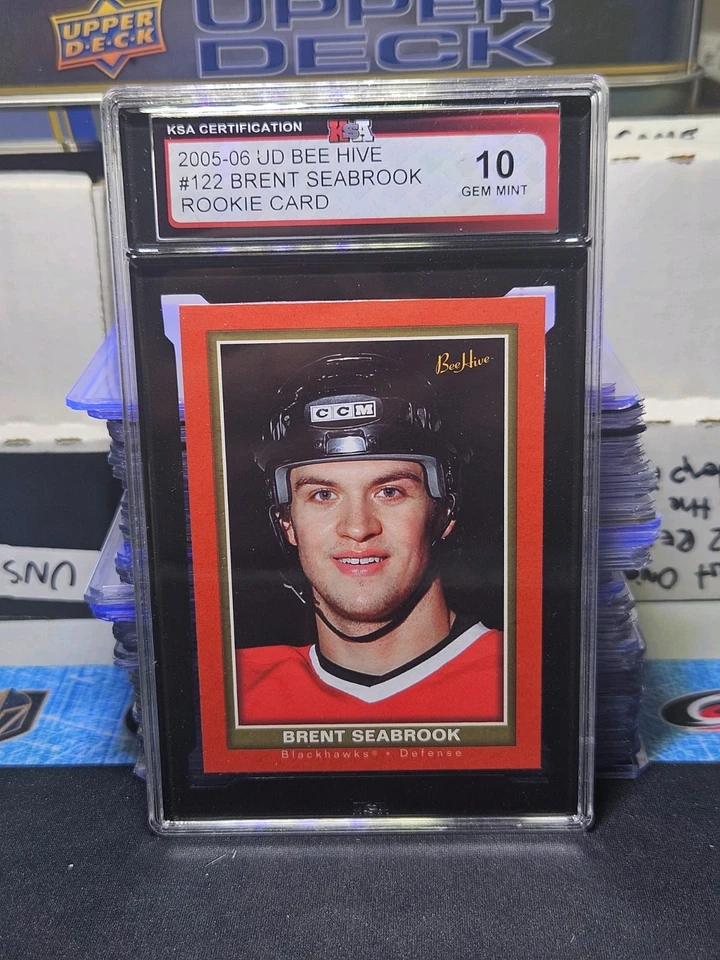 UPPER
D·E·C·K
UPPER
DECK
KSA CERTIFICATION
KSA
2005-06 UD BEE HIVE
#122 BRENT SEABROOK
ROOKIE CARD
10
GEM MINT
BeeHive
CCM
BRENT SEABROOK
Blackhawks® • Defense
UNS